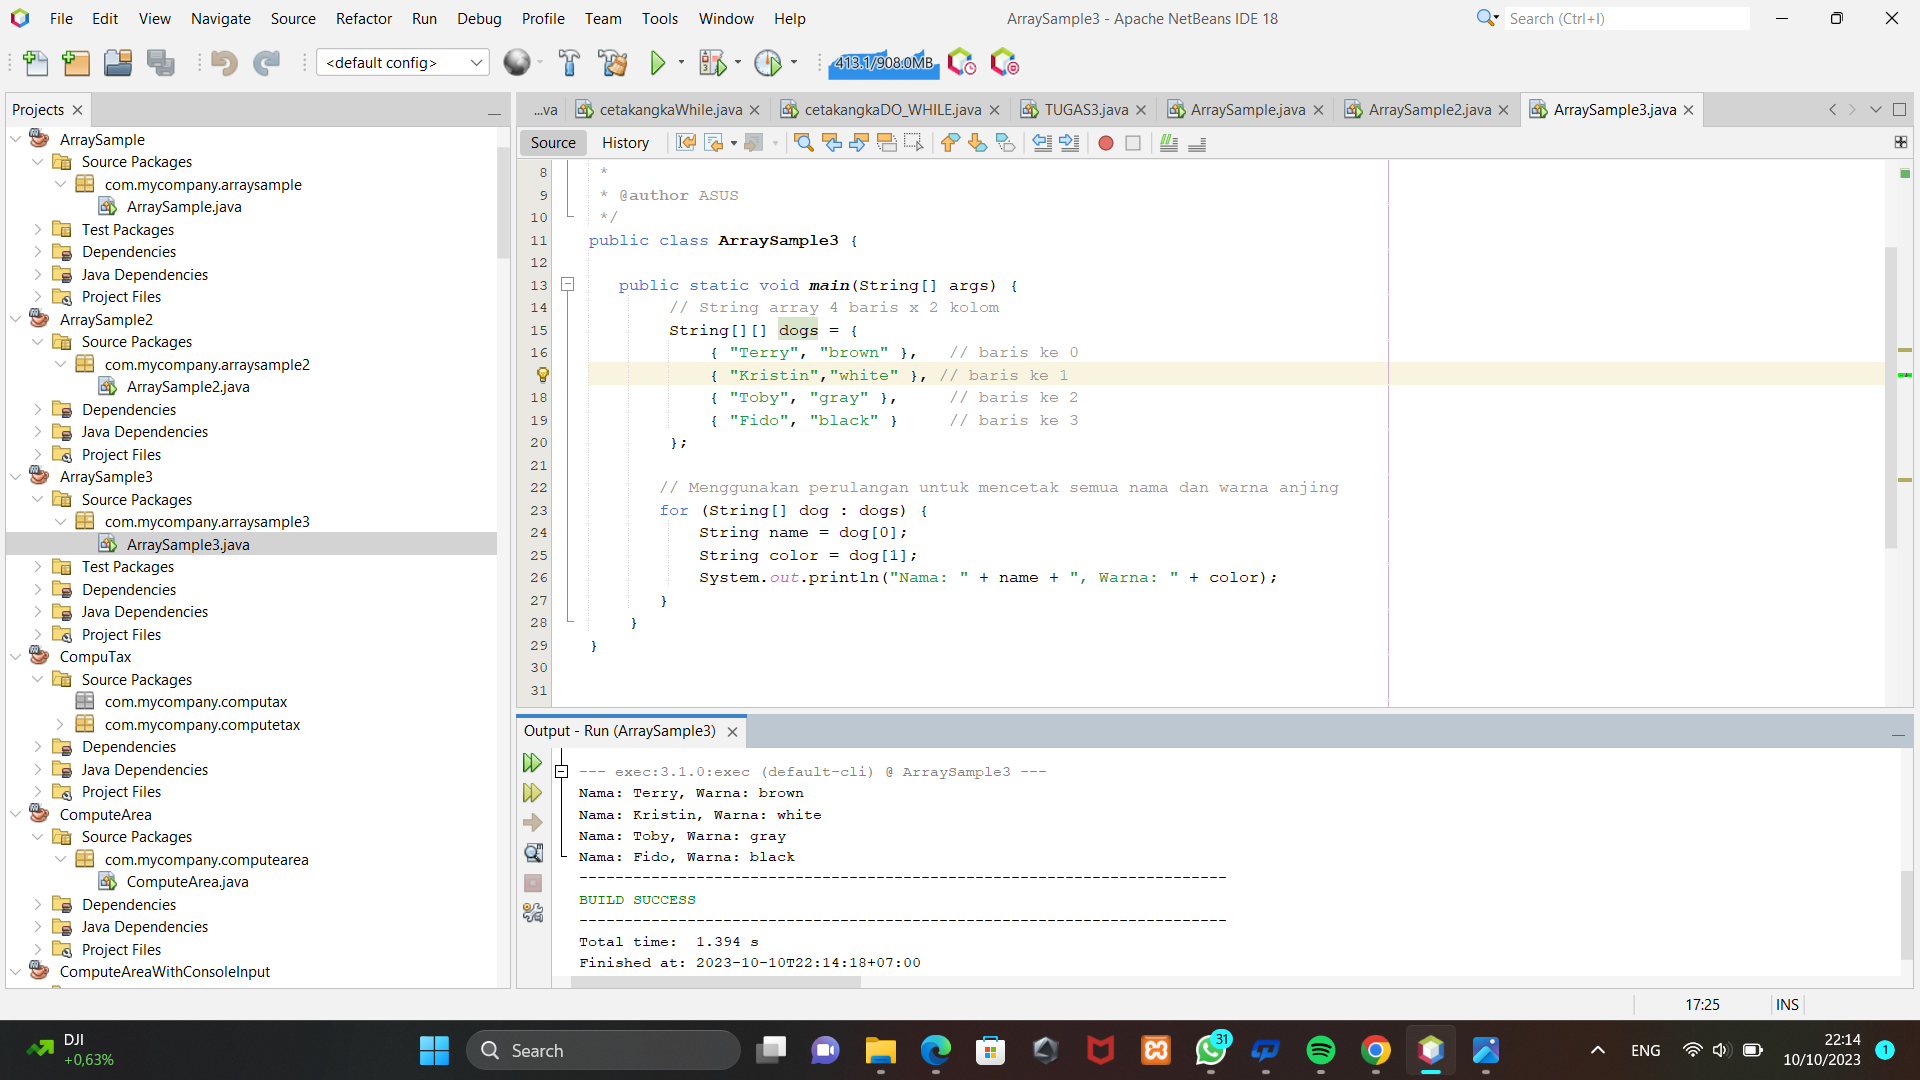 File Edit View Navigate Source Refactor Run Debug Profile Team Tools Window Help
ArraySample3 - Apache NetBeans IDE 18
Search (Ctrl+I)
<default config>
413.1/908.0MB
Projects
ArraySample
Source Packages
com.mycompany.arraysample
ArraySample.java
Test Packages
Dependencies
Java Dependencies
Project Files
ArraySample2
Source Packages
com.mycompany.arraysample2
ArraySample2.java
Dependencies
Java Dependencies
Project Files
ArraySample3
Source Packages
com.mycompany.arraysample3
ArraySample3.java
Test Packages
Dependencies
Java Dependencies
Project Files
CompuTax
Source Packages
com.mycompany.computax
com.mycompany.computetax
Dependencies
Java Dependencies
Project Files
ComputeArea
Source Packages
com.mycompany.computearea
ComputeArea.java
Dependencies
Java Dependencies
Project Files
ComputeAreaWithConsoleInput
...va cetakangkaWhile.java cetakangkaDO_WHILE.java TUGAS3.java ArraySample.java ArraySample2.java ArraySample3.java
Source History
8 *
9 * @author ASUS
10 */
11 public class ArraySample3 {
12
13 public static void main(String[] args) {
14 // String array 4 baris x 2 kolom
15 String[][] dogs = {
16 { "Terry", "brown" }, // baris ke 0
{ "Kristin","white" }, // baris ke 1
18 { "Toby", "gray" }, // baris ke 2
19 { "Fido", "black" } // baris ke 3
20 };
21
22 // Menggunakan perulangan untuk mencetak semua nama dan warna anjing
23 for (String[] dog : dogs) {
24 String name = dog[0];
25 String color = dog[1];
26 System.out.println("Nama: " + name + ", Warna: " + color);
27 }
28 }
29 }
30
31
Output - Run (ArraySample3)
--- exec:3.1.0:exec (default-cli) @ ArraySample3 ---
Nama: Terry, Warna: brown
Nama: Kristin, Warna: white
Nama: Toby, Warna: gray
Nama: Fido, Warna: black
------------------------------------------------------------------------
BUILD SUCCESS
------------------------------------------------------------------------
Total time: 1.394 s
Finished at: 2023-10-10T22:14:18+07:00
17:25 INS
DJI
+0,63%
Search
31
ENG
22:14
10/10/2023
1